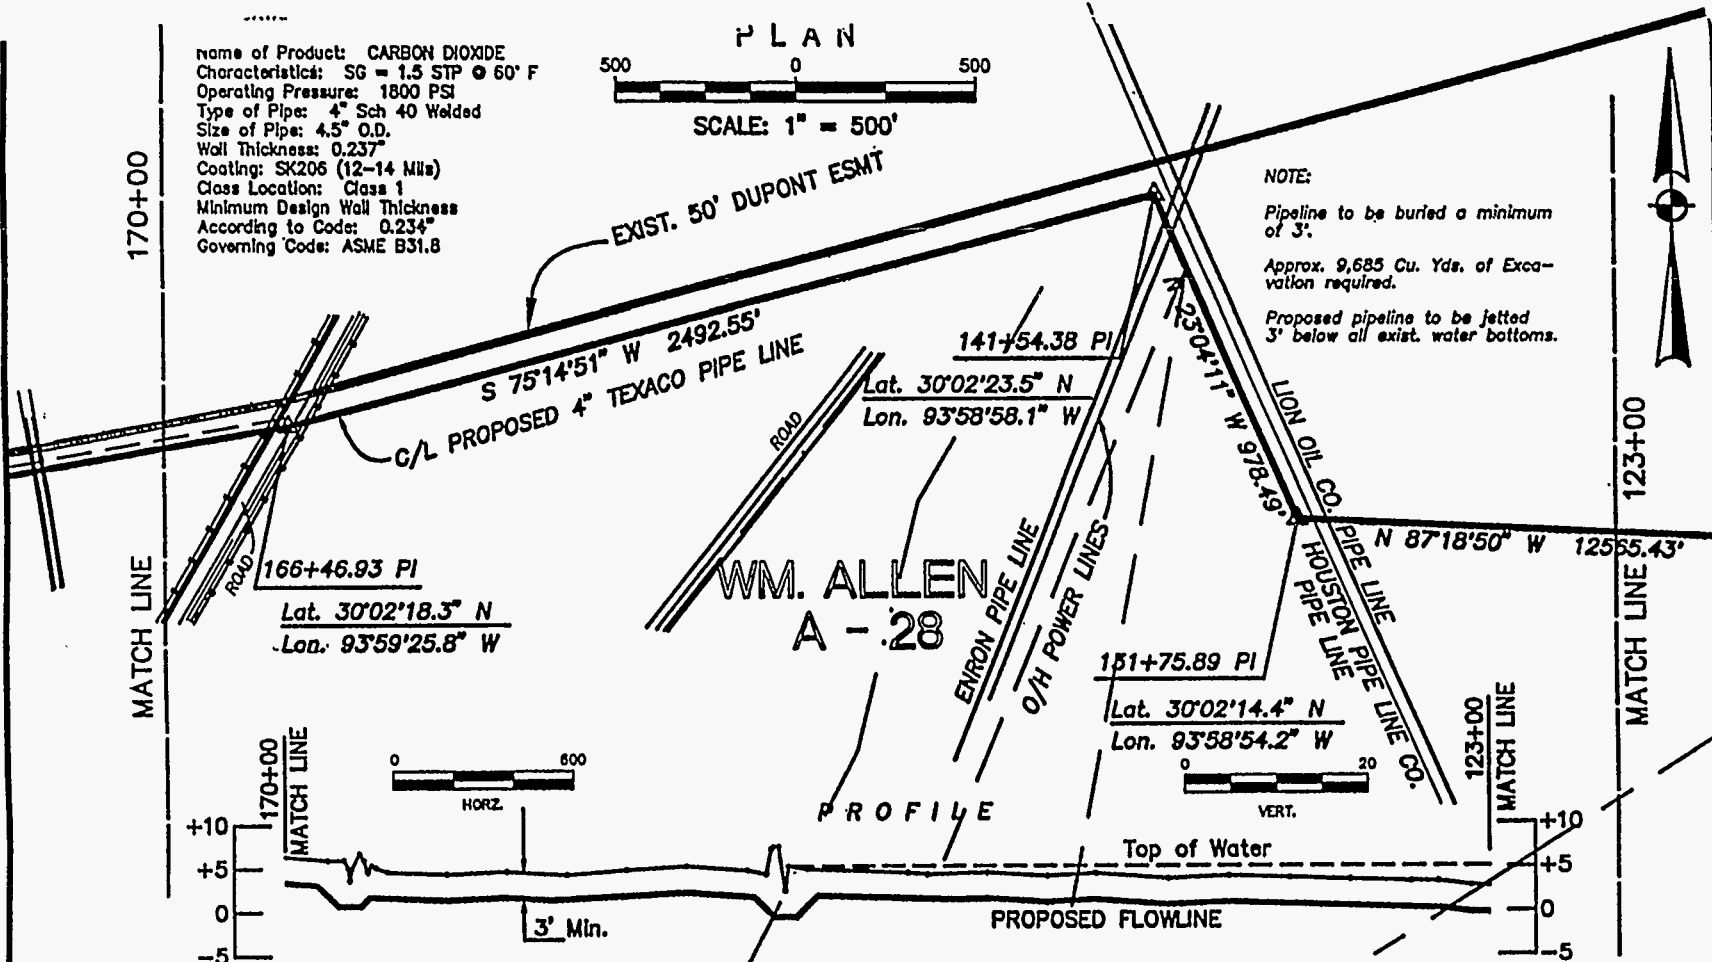 PLAN
Name of Product: CARBON DIOXIDE
Characteristics: SG = 1.5 STP @ 60° F
Operating Pressure: 1800 PSI
Type of Pipe: 4" Sch 40 Welded
Size of Pipe: 4.5" O.D.
Wall Thickness: 0.237"
Coating: SK206 (12-14 Mils)
Class Location: Class 1
Minimum Design Wall Thickness
According to Code: 0.234"
Governing Code: ASME B31.8
500 0 500
SCALE: 1" = 500'
170+00
MATCH LINE
EXIST. 50' DUPONT ESMT
NOTE:
Pipeline to be buried a minimum
of 3'.
Approx. 9,685 Cu. Yds. of Exca-
vation required.
Proposed pipeline to be jetted
3' below all exist. water bottoms.
S 75°14'51" W 2492.55'
C/L PROPOSED 4" TEXACO PIPE LINE
141+54.38 PI
Lat. 30°02'23.5" N
Lon. 93°58'58.1" W
N 23°04'11" W 978.49'
LION OIL CO. PIPE LINE
HOUSTON PIPE LINE CO.
PIPE LINE
N 87°18'50" W 12565.43'
123+00
MATCH LINE
ROAD
ROAD
166+46.93 PI
Lat. 30°02'18.3" N
Lon. 93°59'25.8" W
WM. ALLEN
A - 28
ENRON PIPE LINE
O/H POWER LINES
131+75.89 PI
Lat. 30°02'14.4" N
Lon. 93°58'54.2" W
170+00
MATCH LINE
0 600
HORZ.
PROFILE
0 20
VERT.
123+00
MATCH LINE
+10
+5
0
-5
Top of Water
3' Min.
PROPOSED FLOWLINE
+10
+5
0
-5